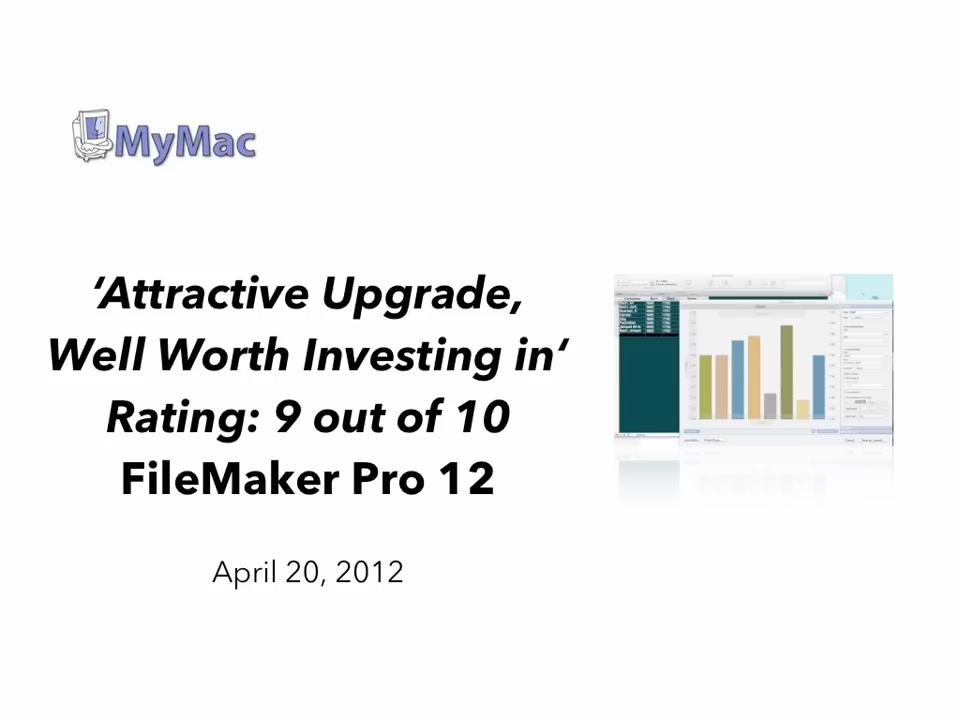 MyMac
‘Attractive Upgrade,
Well Worth Investing in‘
Rating: 9 out of 10
FileMaker Pro 12
April 20, 2012